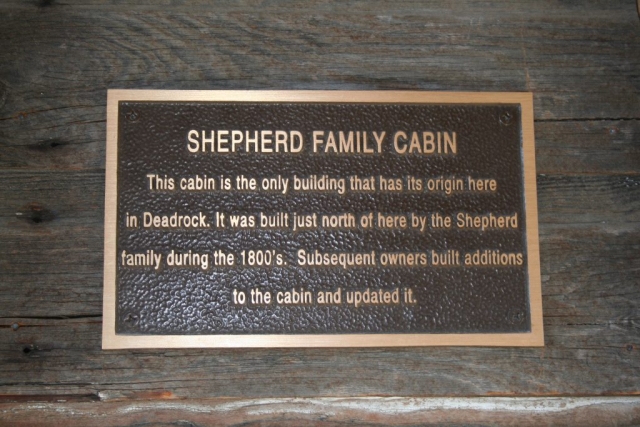 SHEPHERD FAMILY CABIN
This cabin is the only building that has its origin here
in Deadrock. It was built just north of here by the Shepherd
family during the 1800's. Subsequent owners built additions
to the cabin and updated it.